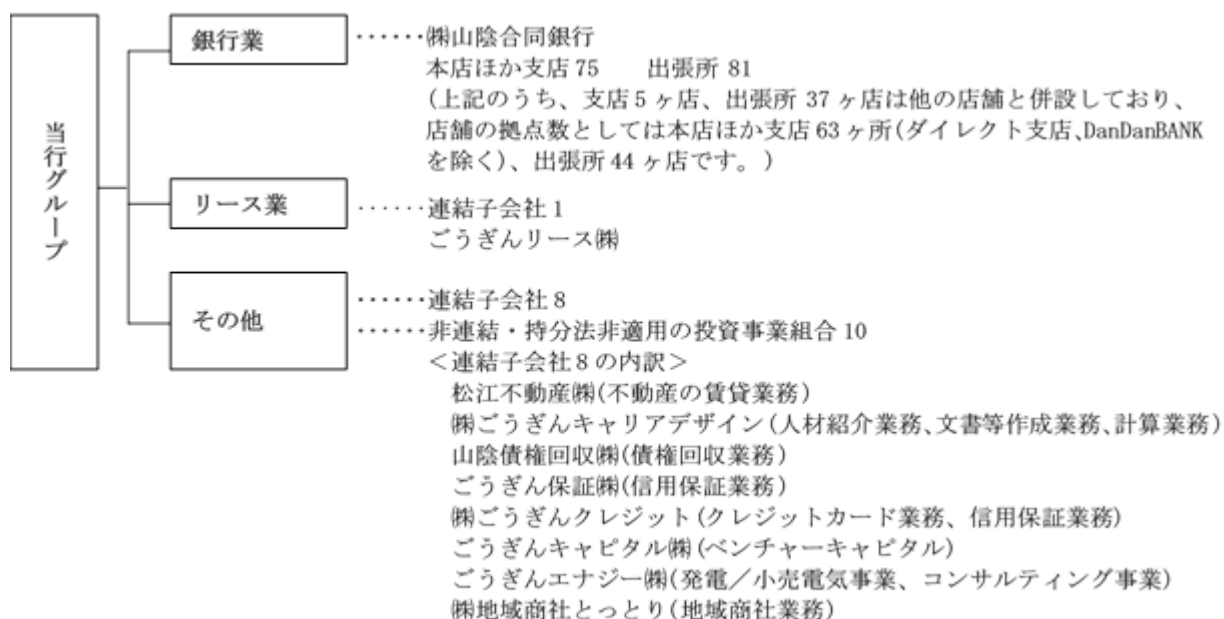 当行グループ
銀行業
‥‥‥㈱山陰合同銀行
本店ほか支店 75　　出張所 81
(上記のうち、支店 5 ヶ店、出張所 37 ヶ店は他の店舗と併設しており、
店舗の拠点数としては本店ほか支店 63 ヶ所(ダイレクト支店、DanDanBANK
を除く)、出張所 44 ヶ店です。)
リース業
‥‥‥連結子会社 1
ごうぎんリース㈱
その他
‥‥‥連結子会社 8
‥‥‥非連結・持分法非適用の投資事業組合 10
＜連結子会社 8 の内訳＞
松江不動産㈱(不動産の賃貸業務)
㈱ごうぎんキャリアデザイン(人材紹介業務、文書等作成業務、計算業務)
山陰債権回収㈱(債権回収業務)
ごうぎん保証㈱(信用保証業務)
㈱ごうぎんクレジット(クレジットカード業務、信用保証業務)
ごうぎんキャピタル㈱(ベンチャーキャピタル)
ごうぎんエナジー㈱(発電／小売電気事業、コンサルティング事業)
㈱地域商社とっとり(地域商社業務)